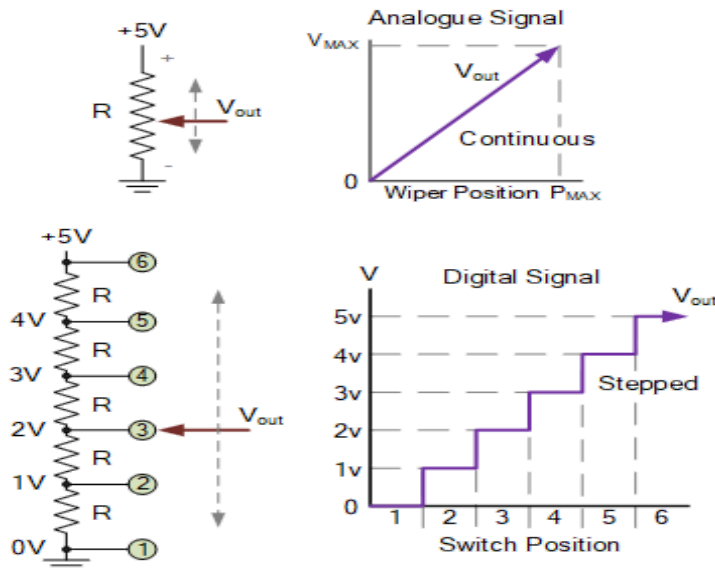 +5V
+
R
Vout
-
Analogue Signal
VMAX
Vout
Continuous
0
Wiper Position PMAX
+5V
6
R
4V 5
R
3V 4
R
2V 3
Vout
R
1V 2
R
0V 1
V Digital Signal
Vout
5v
4v
Stepped
3v
2v
1v
0
1 2 3 4 5 6
Switch Position